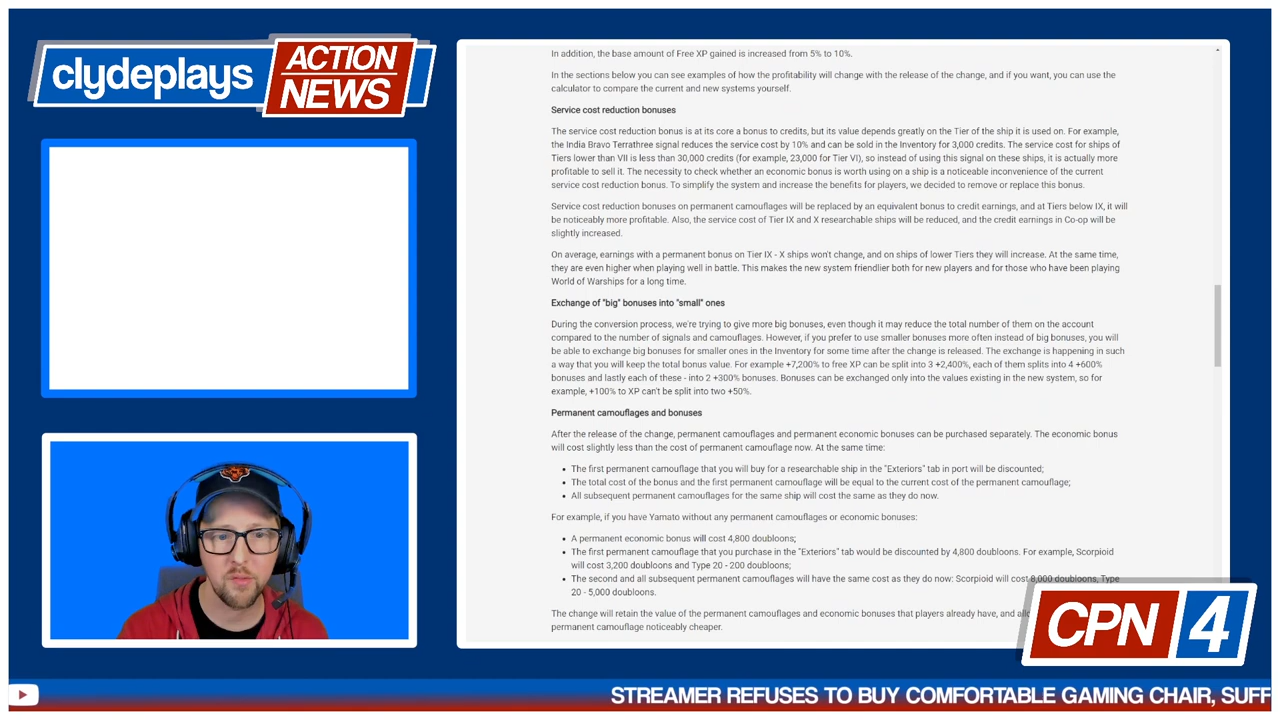 clydeplays
ACTION
NEWS
In addition, the base amount of Free XP gained is increased from 5% to 10%.
In the sections below you can see examples of how the profitability will change with the release of the change, and if you want, you can use the
calculator to compare the current and new systems yourself.
Service cost reduction bonuses
The service cost reduction bonus is at its core a bonus to credits, but its value depends greatly on the Tier of the ship it is used on. For example,
the India Bravo Terrathree signal reduces the service cost by 10% and can be sold in the Inventory for 3,000 credits. The service cost for ships of
Tiers lower than VII is less than 30,000 credits (for example, 23,000 for Tier VI), so instead of using this signal on these ships, it is actually more
profitable to sell it. The necessity to check whether an economic bonus is worth using on a ship is a noticeable inconvenience of the current
service cost reduction bonus. To simplify the system and increase the benefits for players, we decided to remove or replace this bonus.
Service cost reduction bonuses on permanent camouflages will be replaced by an equivalent bonus to credit earnings, and at Tiers below IX, it will
be noticeably more profitable. Also, the service cost of Tier IX and X researchable ships will be reduced, and the credit earnings in Co-op will be
slightly increased.
On average, earnings with a permanent bonus on Tier IX - X ships won't change, and on ships of lower Tiers they will increase. At the same time,
they are even higher when playing well in battle. This makes the new system friendlier both for new players and for those who have been playing
World of Warships for a long time.
Exchange of "big" bonuses into "small" ones
During the conversion process, we're trying to give more big bonuses, even though it may reduce the total number of them on the account
compared to the number of signals and camouflages. However, if you prefer to use smaller bonuses more often instead of big bonuses, you will
be able to exchange big bonuses for smaller ones in the Inventory for some time after the change is released. The exchange is happening in such
a way that you will keep the total bonus value. For example +7,200% to free XP can be split into 3 +2,400%, each of them splits into 4 +600%
bonuses and lastly each of these - into 2 +300% bonuses. Bonuses can be exchanged only into the values existing in the new system, so for
example, +100% to XP can't be split into two +50%.
Permanent camouflages and bonuses
After the release of the change, permanent camouflages and permanent economic bonuses can be purchased separately. The economic bonus
will cost slightly less than the cost of permanent camouflage now. At the same time:
• The first permanent camouflage that you will buy for a researchable ship in the "Exteriors" tab in port will be discounted;
• The total cost of the bonus and the first permanent camouflage will be equal to the current cost of the permanent camouflage;
• All subsequent permanent camouflages for the same ship will cost the same as they do now.
For example, if you have Yamato without any permanent camouflages or economic bonuses:
• A permanent economic bonus will cost 4,800 doubloons;
• The first permanent camouflage that you purchase in the "Exteriors" tab would be discounted by 4,800 doubloons. For example, Scorpioid
will cost 3,200 doubloons and Type 20 - 200 doubloons;
• The second and all subsequent permanent camouflages will have the same cost as they do now: Scorpioid will cost 8,000 doubloons, Type
20 - 5,000 doubloons.
The change will retain the value of the permanent camouflages and economic bonuses that players already have, and
permanent camouflage noticeably cheaper.
CPN 4
STREAMER REFUSES TO BUY COMFORTABLE GAMING CHAIR, SUFF